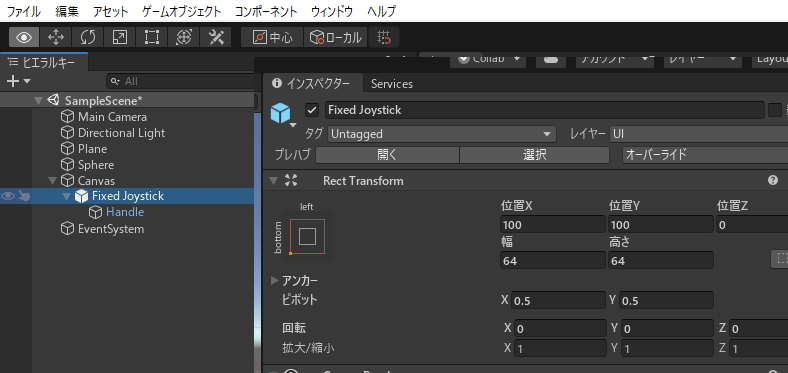 ファイル 編集 アセット ゲームオブジェクト コンポーネント ウィンドウ ヘルプ
中心 ローカル
ヒエラルキー
Collab アカウント レイヤー
All
インスペクター Services
SampleScene*
Main Camera
Directional Light
Plane
Sphere
Canvas
Fixed Joystick
Handle
EventSystem
Fixed Joystick
タグ Untagged レイヤー UI
プレハブ 開く 選択 オーバーライド
Rect Transform
left
bottom
位置X 位置Y 位置Z
100 100 0
幅 高さ
64 64
アンカー
ピボット X 0.5 Y 0.5
回転 X 0 Y 0 Z 0
拡大/縮小 X 1 Y 1 Z 1